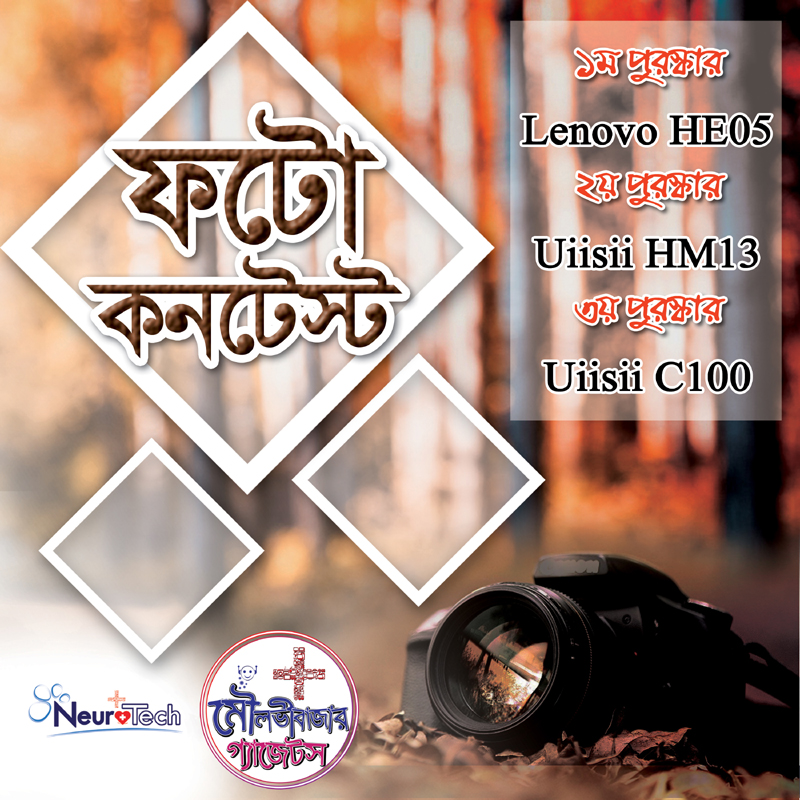 ফটো
কনটেস্ট
১ম পুরস্কার
Lenovo HE05
২য় পুরস্কার
Uiisii HM13
৩য় পুরস্কার
Uiisii C100
NeuroTech
মৌলভীবাজার
গ্যাজেটস